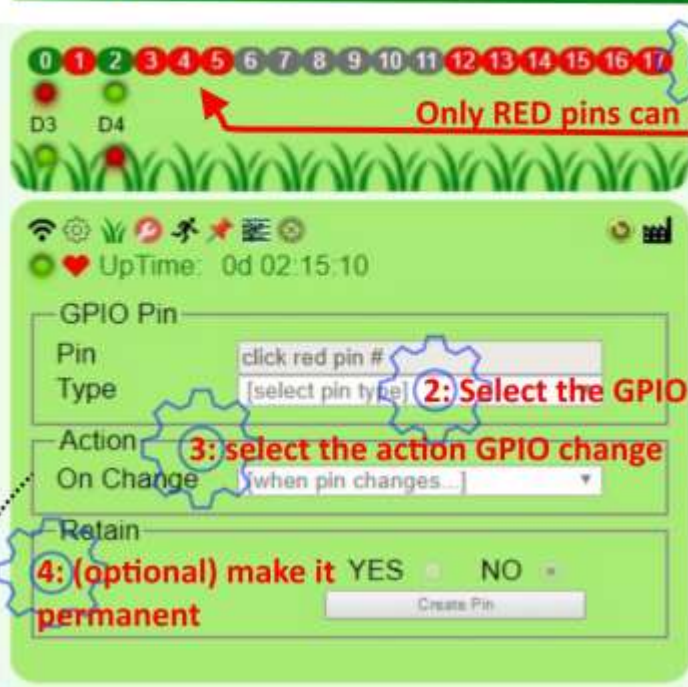 0 1 2 3 4 5 6 7 8 9 10 11 12 13 14 15 16 17
Only RED pins can
D3 D4
UpTime: 0d 02:15:10
GPIO Pin
Pin click red pin #
Type [select pin type] 2: Select the GPIO
Action
3: select the action GPIO change
On Change [when pin changes...]
Retain
4: (optional) make it YES NO
permanent Create Pin